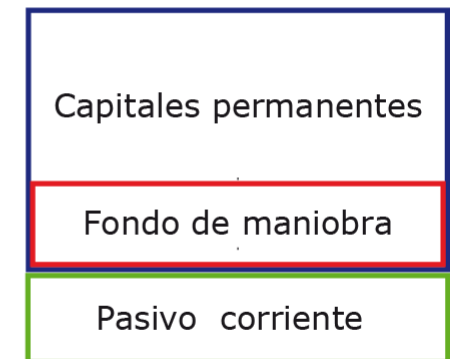 Capitales permanentes
Fondo de maniobra
Pasivo corriente